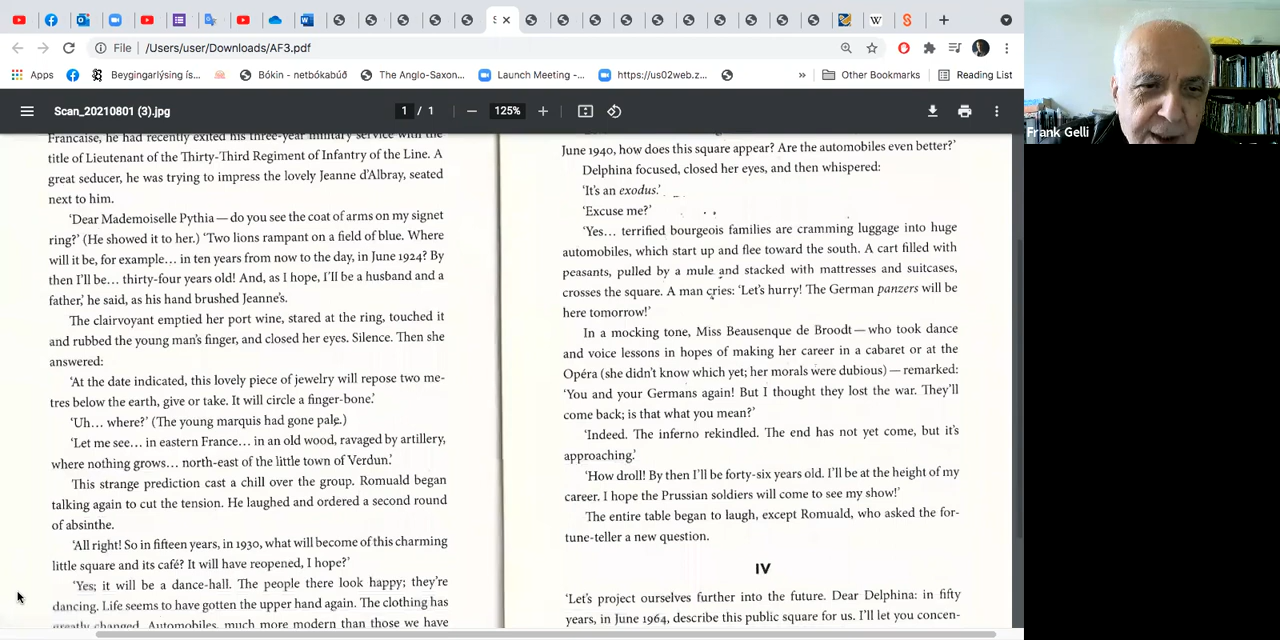 S
File
/Users/user/Downloads/AF3.pdf
Apps
Beygingarlýsing ís...
Bókin - netbókabúð
The Anglo-Saxon...
Launch Meeting -...
https://us02web.z...
»
Other Bookmarks
Reading List
Scan_20210801 (3).jpg
1 / 1
125%
Frank Gelli
Française, he had recently exited his three-year military service with the
title of Lieutenant of the Thirty-Third Regiment of Infantry of the Line. A
great seducer, he was trying to impress the lovely Jeanne d'Albray, seated
next to him.
'Dear Mademoiselle Pythia — do you see the coat of arms on my signet
ring?' (He showed it to her.) 'Two lions rampant on a field of blue. Where
will it be, for example... in ten years from now to the day, in June 1924? By
then I'll be... thirty-four years old! And, as I hope, I'll be a husband and a
father,' he said, as his hand brushed Jeanne's.
The clairvoyant emptied her port wine, stared at the ring, touched it
and rubbed the young man's finger, and closed her eyes. Silence. Then she
answered:
'At the date indicated, this lovely piece of jewelry will repose two me-
tres below the earth, give or take. It will circle a finger-bone.'
'Uh... where?' (The young marquis had gone pale.)
'Let me see... in eastern France... in an old wood, ravaged by artillery,
where nothing grows... north-east of the little town of Verdun.'
This strange prediction cast a chill over the group. Romuald began
talking again to cut the tension. He laughed and ordered a second round
of absinthe.
'All right! So in fifteen years, in 1930, what will become of this charming
little square and its café? It will have reopened, I hope?'
'Yes; it will be a dance-hall. The people there look happy; they're
dancing. Life seems to have gotten the upper hand again. The clothing has
greatly changed. Automobiles, much more modern than those we have
June 1940, how does this square appear? Are the automobiles even better?'
Delphina focused, closed her eyes, and then whispered:
'It's an exodus.'
'Excuse me?'
'Yes... terrified bourgeois families are cramming luggage into huge
automobiles, which start up and flee toward the south. A cart filled with
peasants, pulled by a mule and stacked with mattresses and suitcases,
crosses the square. A man cries: 'Let's hurry! The German panzers will be
here tomorrow!'
In a mocking tone, Miss Beausenque de Broodt — who took dance
and voice lessons in hopes of making her career in a cabaret or at the
Opéra (she didn't know which yet; her morals were dubious) — remarked:
'You and your Germans again! But I thought they lost the war. They'll
come back; is that what you mean?'
'Indeed. The inferno rekindled. The end has not yet come, but it's
approaching.'
'How droll! By then I'll be forty-six years old. I'll be at the height of my
career. I hope the Prussian soldiers will come to see my show!'
The entire table began to laugh, except Romuald, who asked the for-
tune-teller a new question.
IV
'Let's project ourselves further into the future. Dear Delphina: in fifty
years, in June 1964, describe this public square for us. I'll let you concen-